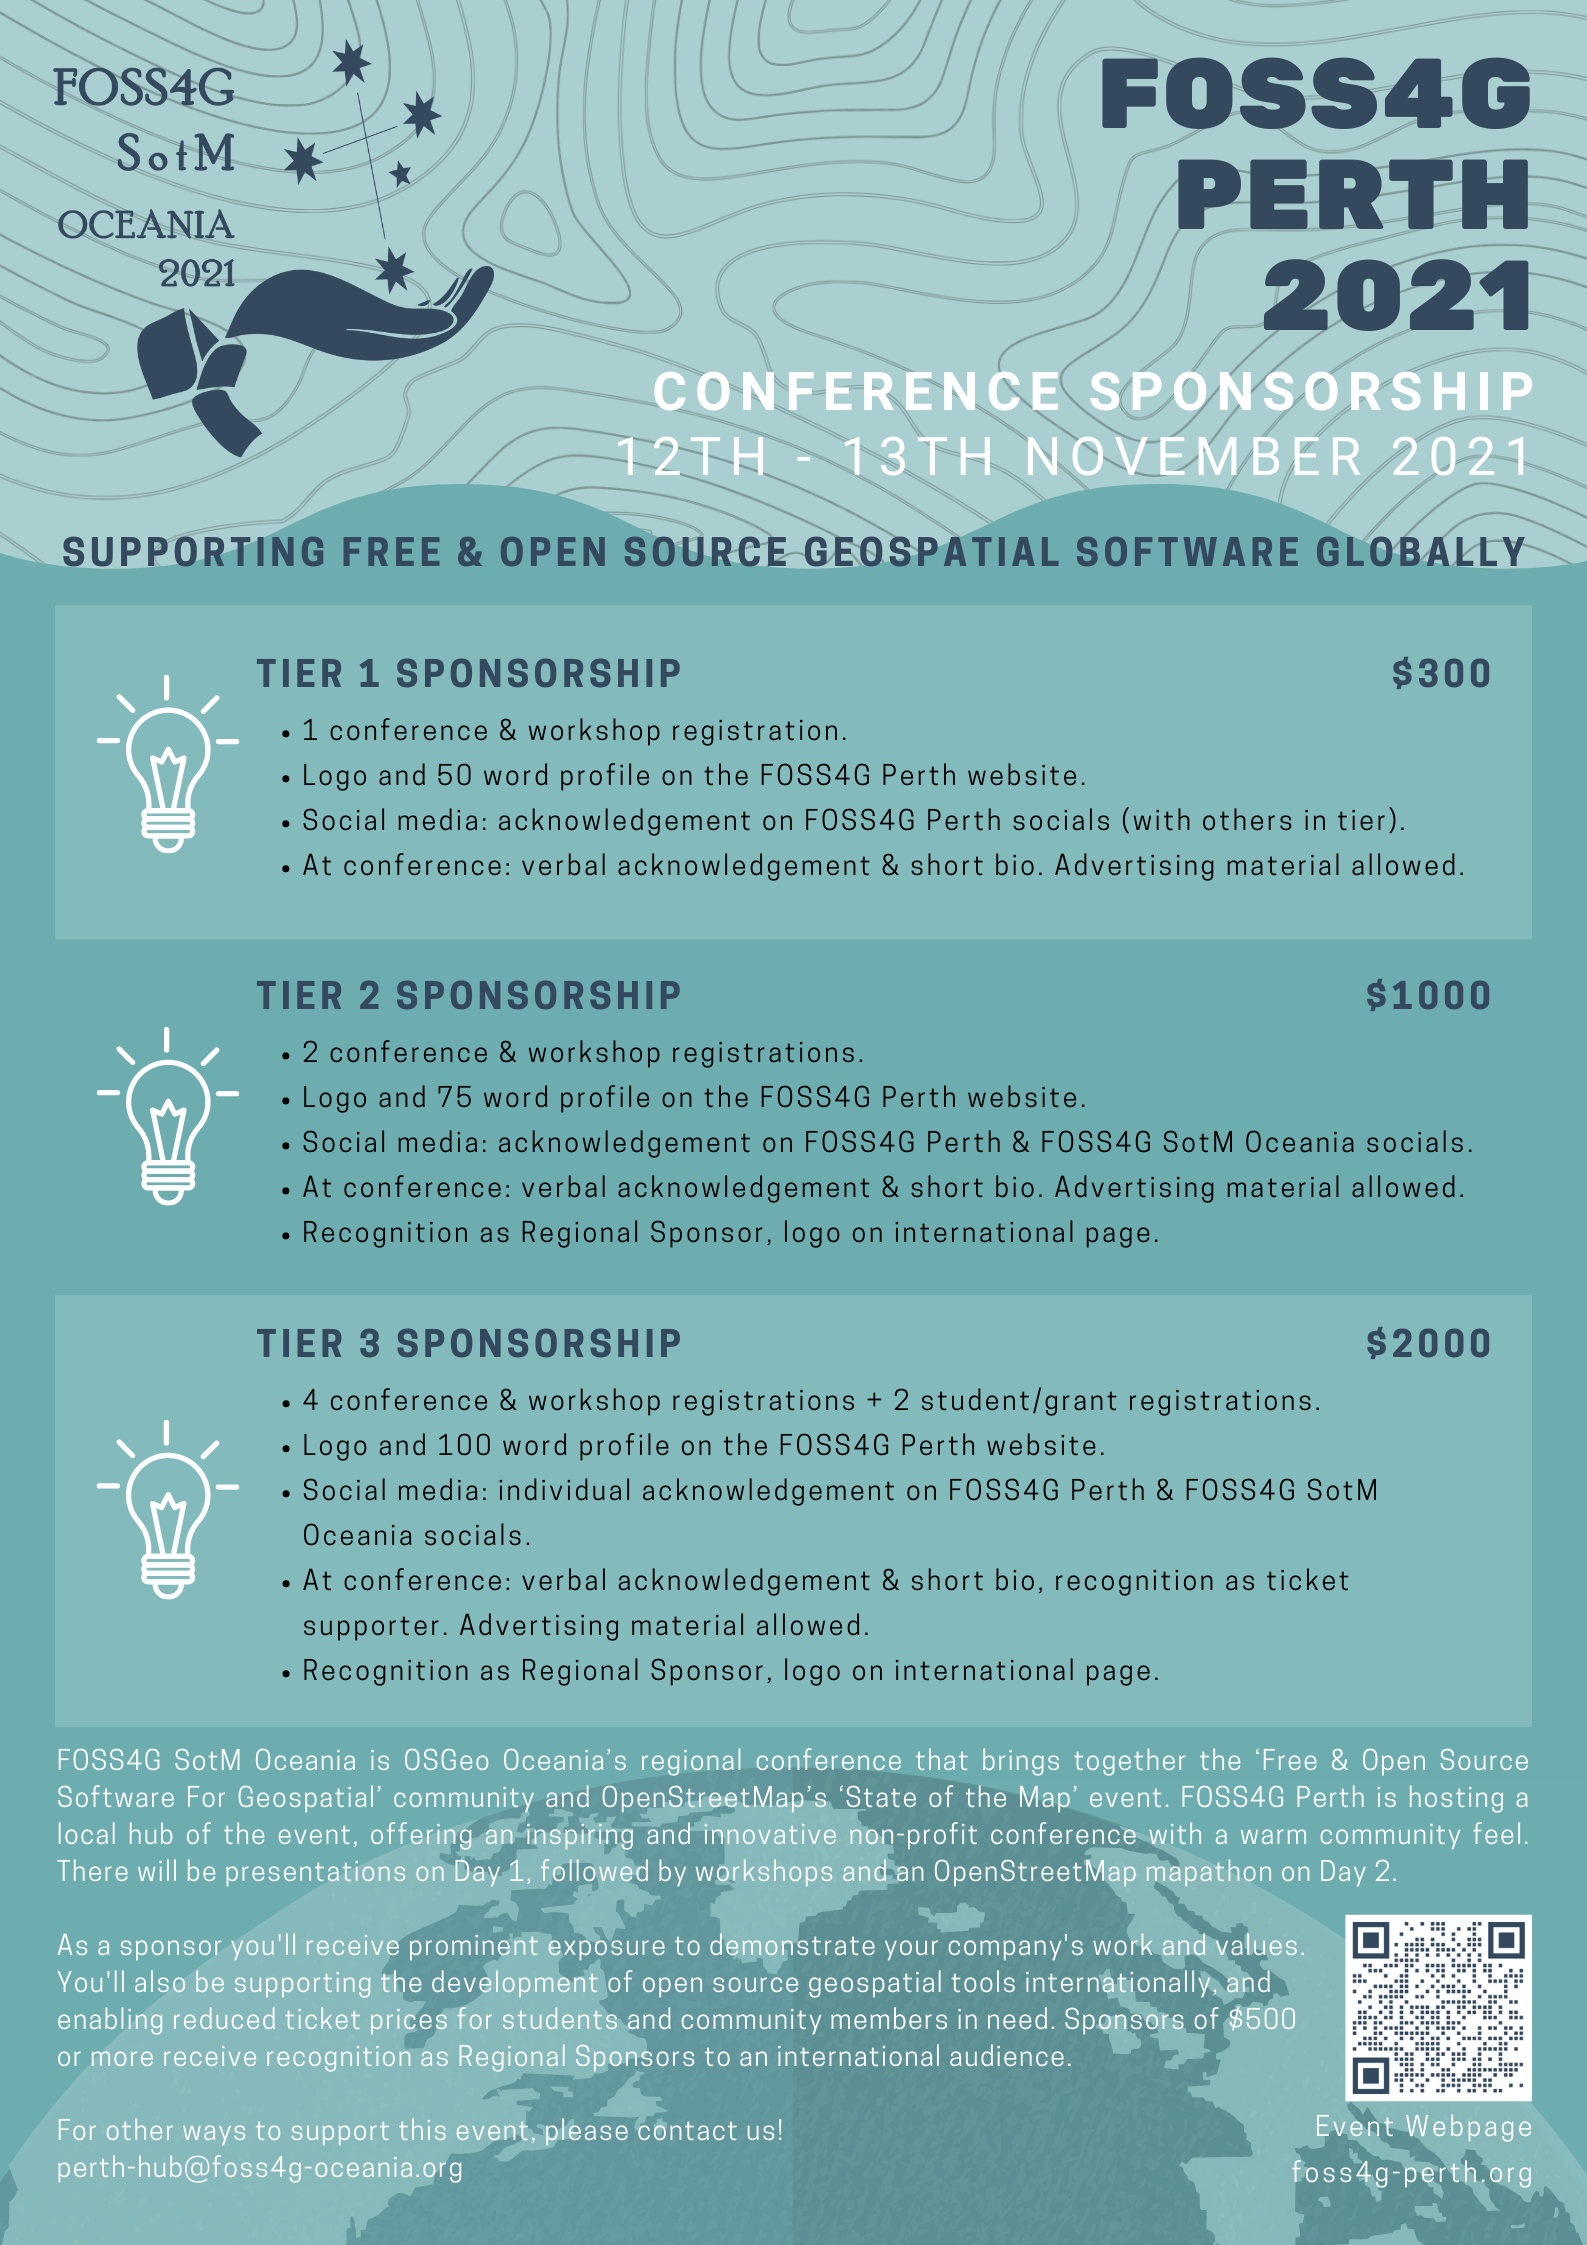 FOSS4G
SotM
OCEANIA
2021
FOSS4G
PERTH
2021
CONFERENCE SPONSORSHIP
12TH - 13TH NOVEMBER 2021
SUPPORTING FREE & OPEN SOURCE GEOSPATIAL SOFTWARE GLOBALLY
TIER 1 SPONSORSHIP $300
• 1 conference & workshop registration.
• Logo and 50 word profile on the FOSS4G Perth website.
• Social media: acknowledgement on FOSS4G Perth socials (with others in tier).
• At conference: verbal acknowledgement & short bio. Advertising material allowed.
TIER 2 SPONSORSHIP $1000
• 2 conference & workshop registrations.
• Logo and 75 word profile on the FOSS4G Perth website.
• Social media: acknowledgement on FOSS4G Perth & FOSS4G SotM Oceania socials.
• At conference: verbal acknowledgement & short bio. Advertising material allowed.
• Recognition as Regional Sponsor, logo on international page.
TIER 3 SPONSORSHIP $2000
• 4 conference & workshop registrations + 2 student/grant registrations.
• Logo and 100 word profile on the FOSS4G Perth website.
• Social media: individual acknowledgement on FOSS4G Perth & FOSS4G SotM
Oceania socials.
• At conference: verbal acknowledgement & short bio, recognition as ticket
supporter. Advertising material allowed.
• Recognition as Regional Sponsor, logo on international page.
FOSS4G SotM Oceania is OSGeo Oceania’s regional conference that brings together the ‘Free & Open Source
Software For Geospatial’ community and OpenStreetMap’s ‘State of the Map’ event. FOSS4G Perth is hosting a
local hub of the event, offering an inspiring and innovative non-profit conference with a warm community feel.
There will be presentations on Day 1, followed by workshops and an OpenStreetMap mapathon on Day 2.
As a sponsor you'll receive prominent exposure to demonstrate your company's work and values.
You'll also be supporting the development of open source geospatial tools internationally, and
enabling reduced ticket prices for students and community members in need. Sponsors of $500
or more receive recognition as Regional Sponsors to an international audience.
For other ways to support this event, please contact us!
perth-hub@foss4g-oceania.org
Event Webpage
foss4g-perth.org